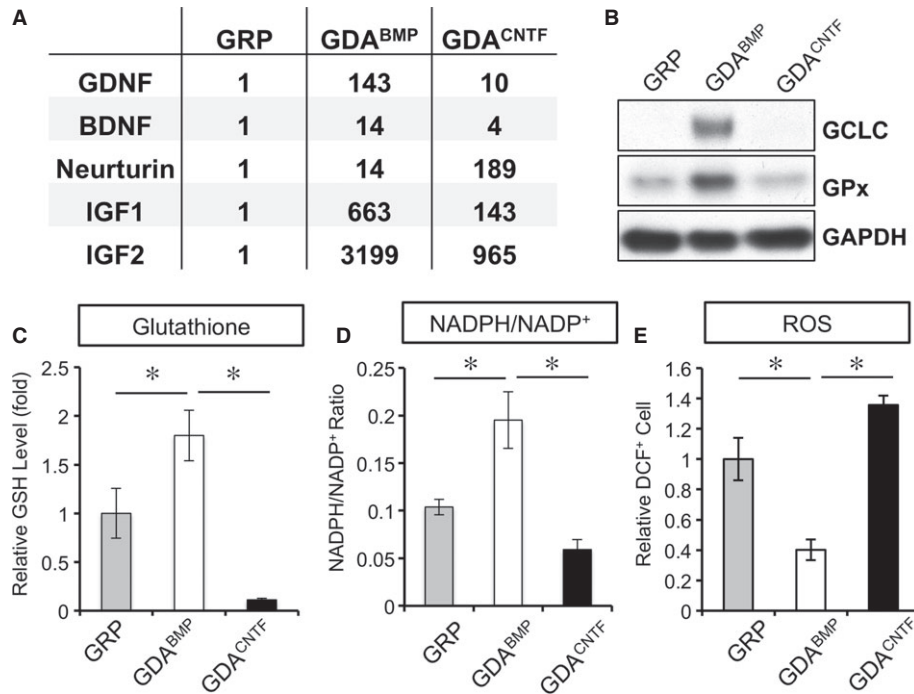 A
GRP GDA^BMP GDA^CNTF
GDNF 1 143 10
BDNF 1 14 4
Neurturin 1 14 189
IGF1 1 663 143
IGF2 1 3199 965
B
GRP GDA^BMP GDA^CNTF
GCLC
GPx
GAPDH
C
Glutathione
Relative GSH Level (fold)
2.5
2
1.5
1
0.5
0
* *
GRP GDA^BMP GDA^CNTF
D
NADPH/NADP⁺
NADPH/NADP⁺ Ratio
0.25
0.2
0.15
0.1
0.05
0
* *
GRP GDA^BMP GDA^CNTF
E
ROS
Relative DCF⁺ Cell
1.6
1.4
1.2
1
0.8
0.6
0.4
0.2
0
* *
GRP GDA^BMP GDA^CNTF